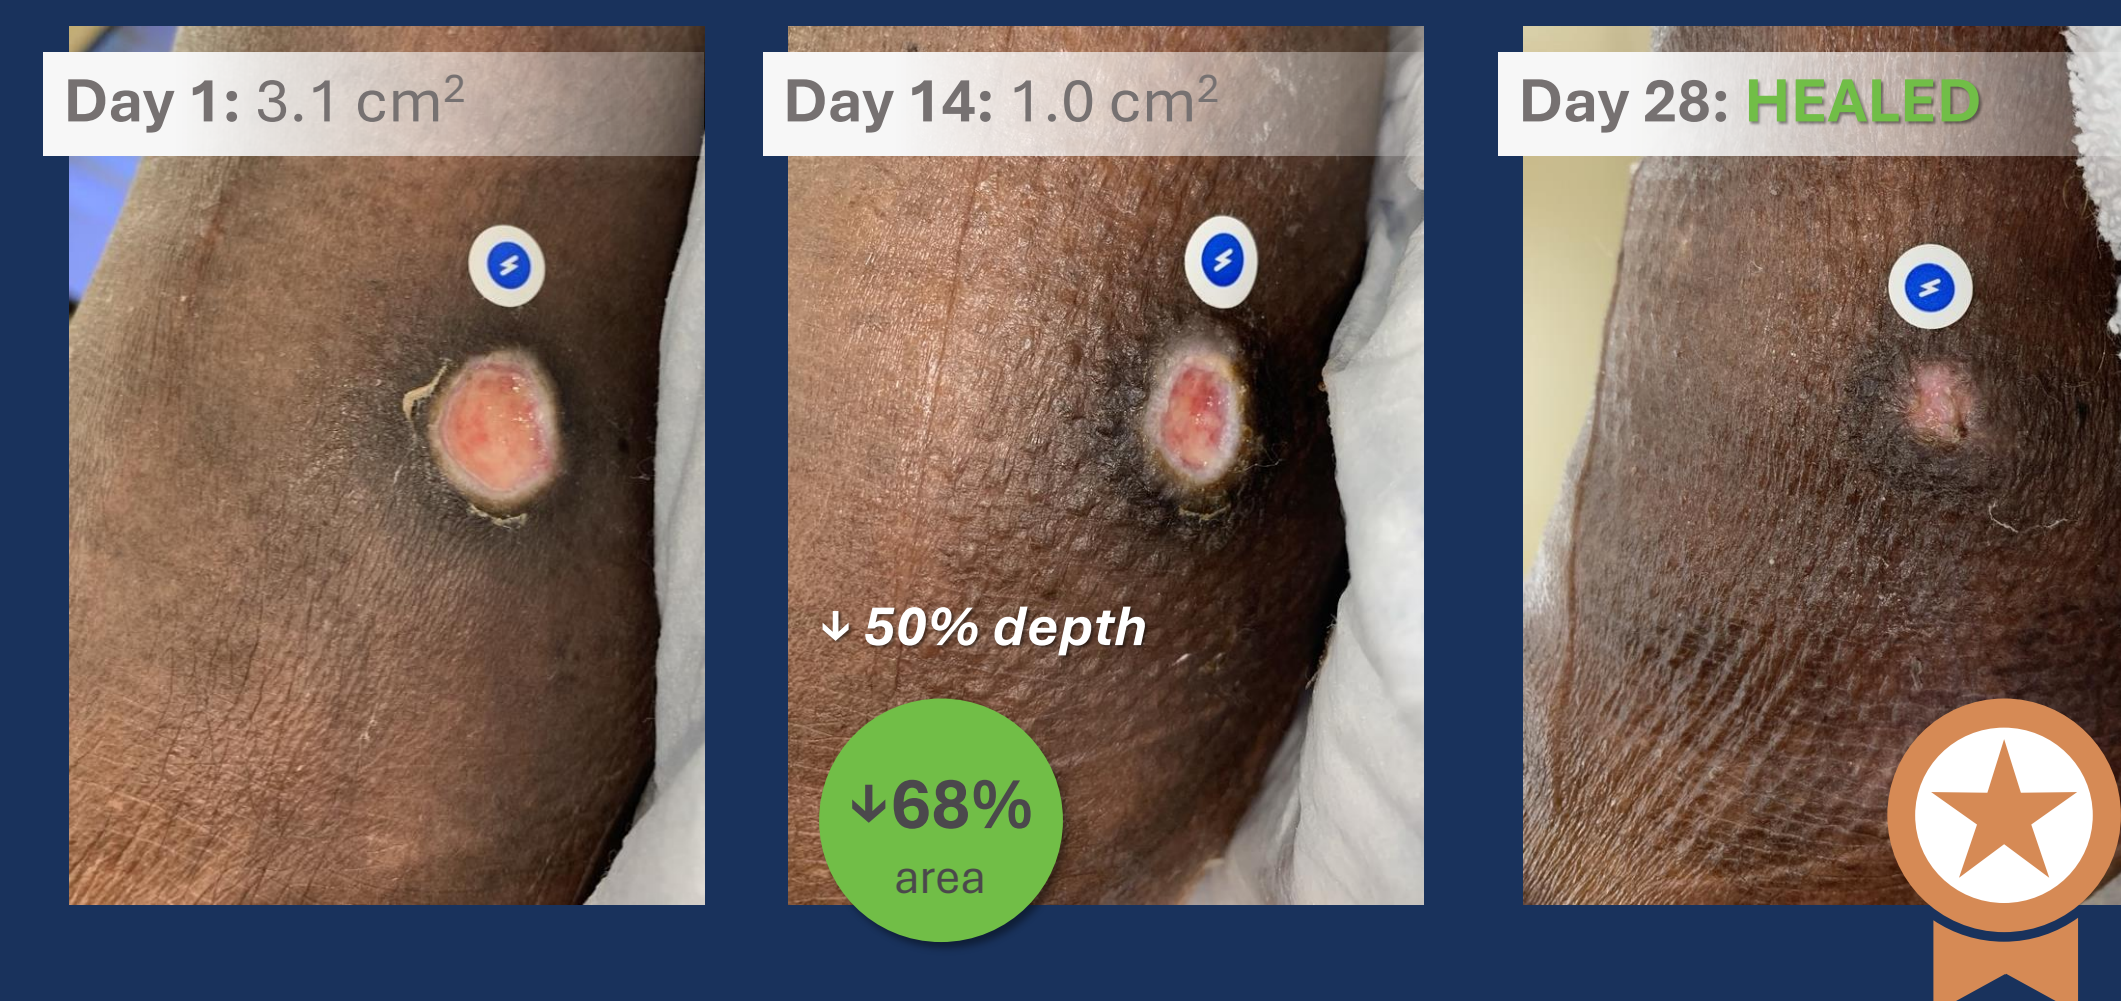 Day 1: 3.1 cm²
Day 14: 1.0 cm²
Day 28: HEALED
↓ 50% depth
↓68%
area